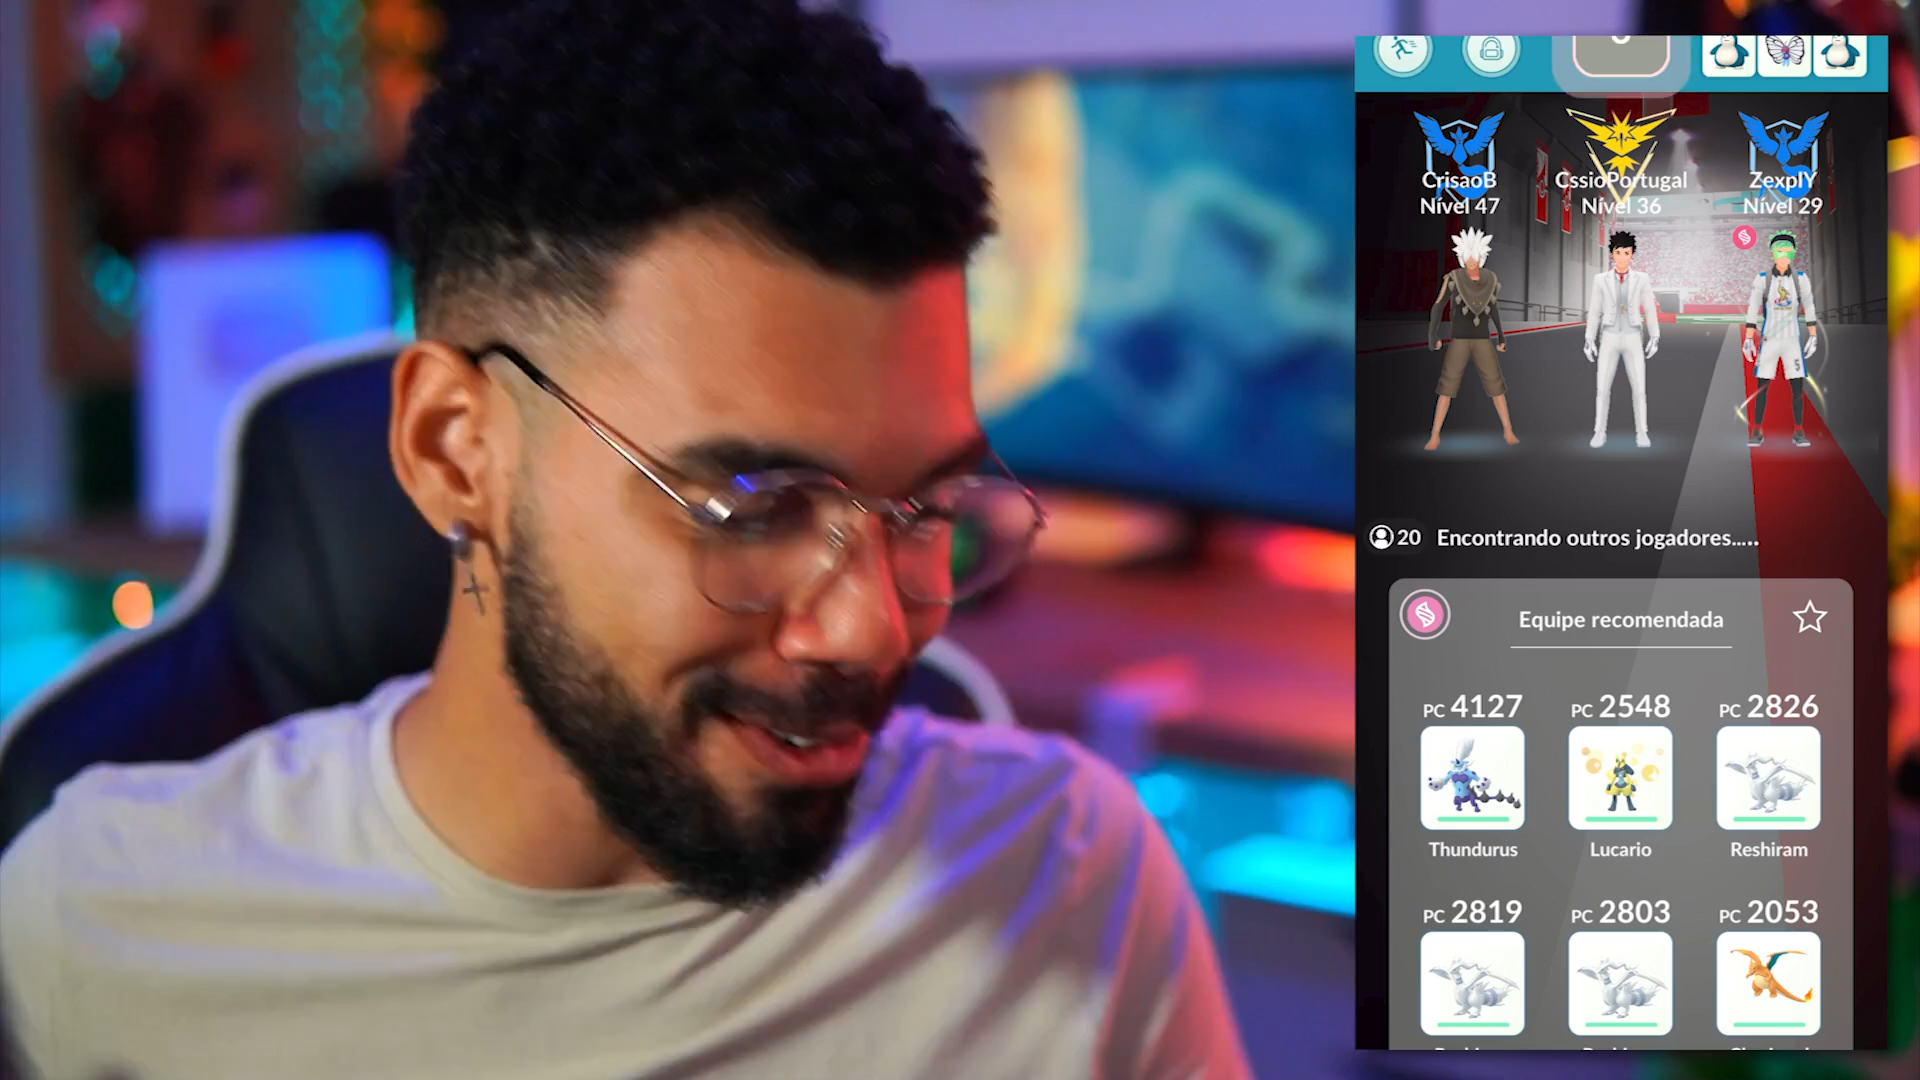 CrisaoB
Nível 47
CssioPortugal
Nível 36
ZexplY
Nível 29
5
20 Encontrando outros jogadores.....
Equipe recomendada
PC 4127
PC 2548
PC 2826
Thundurus
Lucario
Reshiram
PC 2819
PC 2803
PC 2053